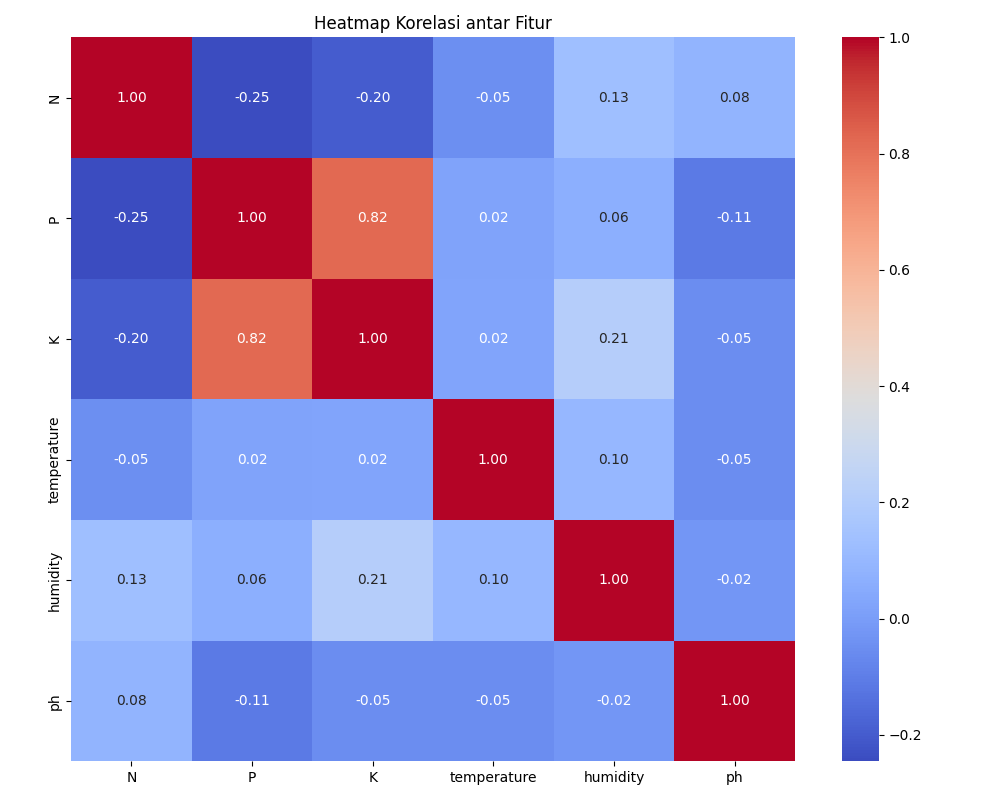 Heatmap Korelasi antar Fitur
N 1.00 -0.25 -0.20 -0.05 0.13 0.08
P -0.25 1.00 0.82 0.02 0.06 -0.11
K -0.20 0.82 1.00 0.02 0.21 -0.05
temperature -0.05 0.02 0.02 1.00 0.10 -0.05
humidity 0.13 0.06 0.21 0.10 1.00 -0.02
ph 0.08 -0.11 -0.05 -0.05 -0.02 1.00
N P K temperature humidity ph
1.0
0.8
0.6
0.4
0.2
0.0
−0.2